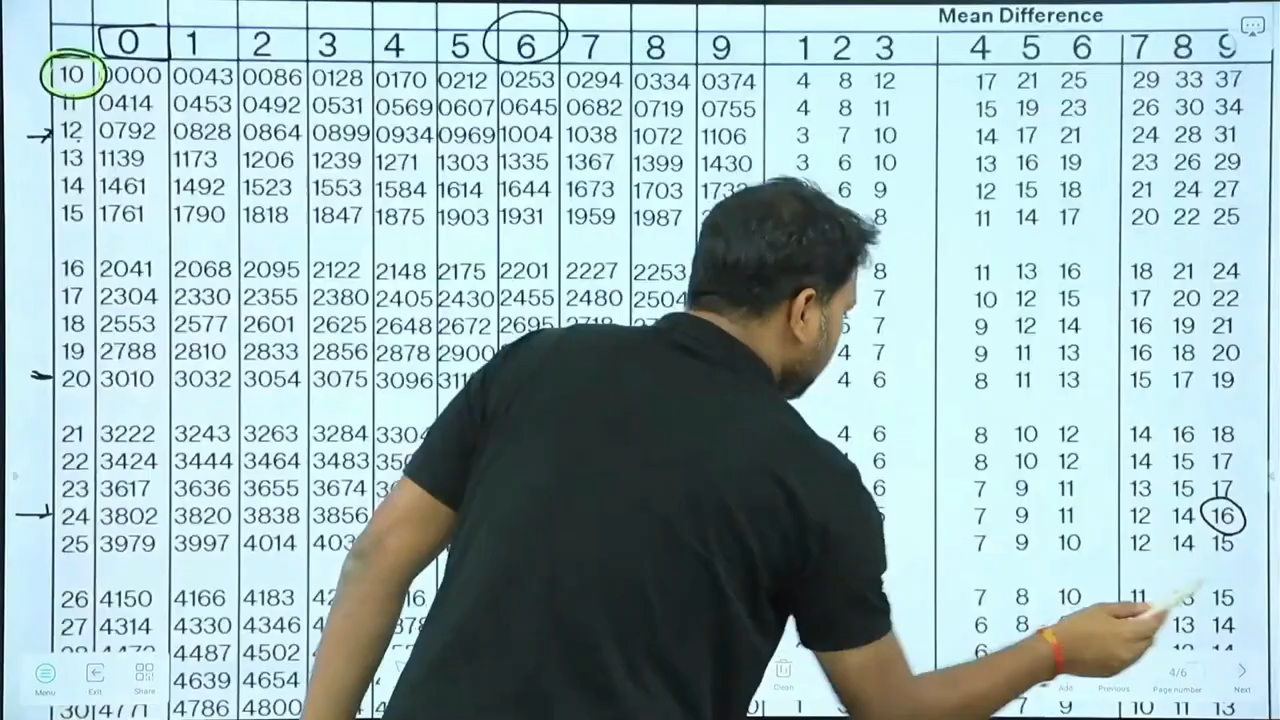 Mean Difference
0 1 2 3 4 5 6 7 8 9 1 2 3 4 5 6 7 8 9
10 0000 0043 0086 0128 0170 0212 0253 0294 0334 0374 4 8 12 17 21 25 29 33 37
11 0414 0453 0492 0531 0569 0607 0645 0682 0719 0755 4 8 11 15 19 23 26 30 34
12 0792 0828 0864 0899 0934 0969 1004 1038 1072 1106 3 7 10 14 17 21 24 28 31
13 1139 1173 1206 1239 1271 1303 1335 1367 1399 1430 3 6 10 13 16 19 23 26 29
14 1461 1492 1523 1553 1584 1614 1644 1673 1703 1732 6 9 12 15 18 21 24 27
15 1761 1790 1818 1847 1875 1903 1931 1959 1987 8 11 14 17 20 22 25
16 2041 2068 2095 2122 2148 2175 2201 2227 2253 8 11 13 16 18 21 24
17 2304 2330 2355 2380 2405 2430 2455 2480 2504 7 10 12 15 17 20 22
18 2553 2577 2601 2625 2648 2672 2695 7 9 12 14 16 19 21
19 2788 2810 2833 2856 2878 2900 4 7 9 11 13 16 18 20
20 3010 3032 3054 3075 3096 4 6 8 11 13 15 17 19
21 3222 3243 3263 3284 3304 4 6 8 10 12 14 16 18
22 3424 3444 3464 3483 6 8 10 12 14 15 17
23 3617 3636 3655 3674 6 7 9 11 13 15 17
24 3802 3820 3838 3856 7 9 11 12 14 16
25 3979 3997 4014 7 9 10 12 14 15
26 4150 4166 4183 7 8 10 11 15
27 4314 4330 4346 6 8 13 14
4487 4502
4639 4654
30 4771 4786 4800 1 7 9 10 11 13
Menu Exit Share Clean Add Previous 4/6 Page number Next